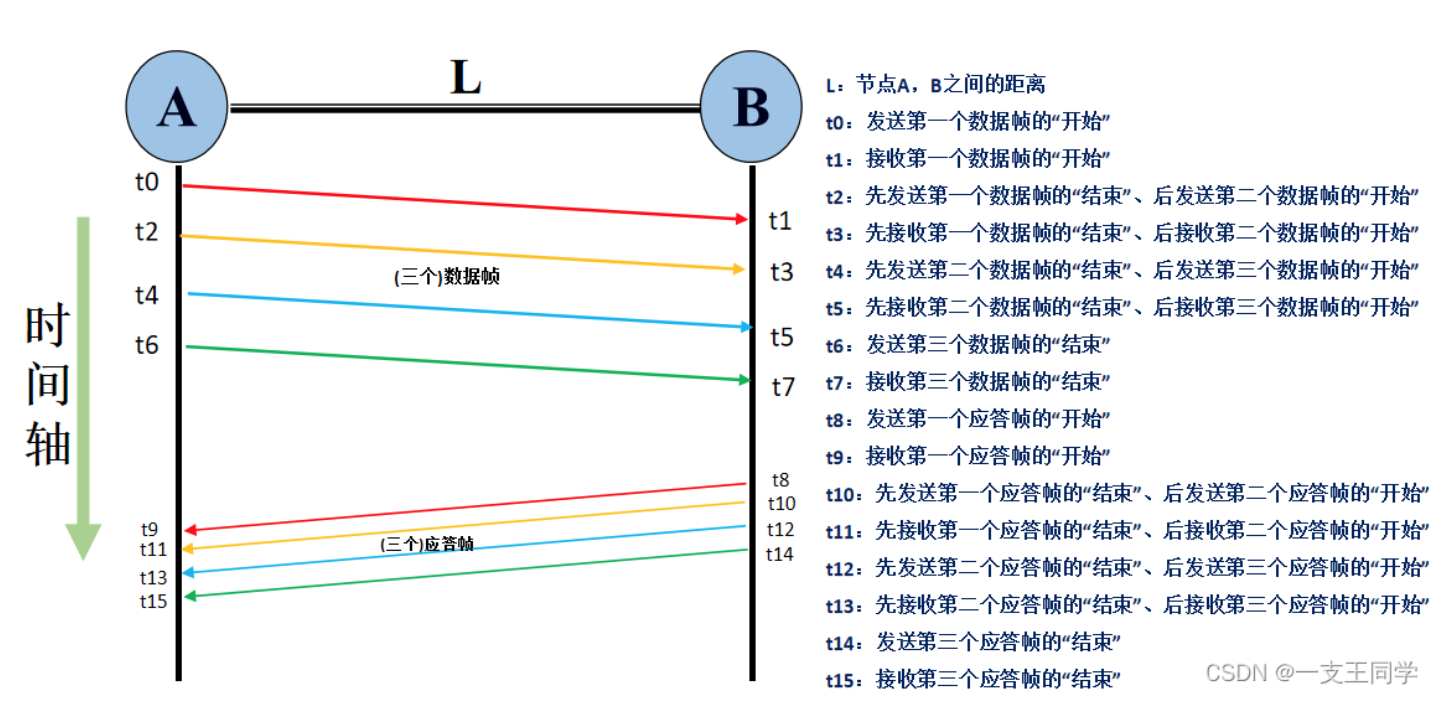 A
L
B
t0
t1
t2
t3
(三个)数据帧
t4
t5
t6
t7
时间轴
t8
t10
t9
t12
t11
(三个)应答帧
t14
t13
t15
L：节点A，B之间的距离
t0：发送第一个数据帧的“开始”
t1：接收第一个数据帧的“开始”
t2：先发送第一个数据帧的“结束”、后发送第二个数据帧的“开始”
t3：先接收第一个数据帧的“结束”、后接收第二个数据帧的“开始”
t4：先发送第二个数据帧的“结束”、后发送第三个数据帧的“开始”
t5：先接收第二个数据帧的“结束”、后接收第三个数据帧的“开始”
t6：发送第三个数据帧的“结束”
t7：接收第三个数据帧的“结束”
t8：发送第一个应答帧的“开始”
t9：接收第一个应答帧的“开始”
t10：先发送第一个应答帧的“结束”、后发送第二个应答帧的“开始”
t11：先接收第一个应答帧的“结束”、后接收第二个应答帧的“开始”
t12：先发送第二个应答帧的“结束”、后发送第三个应答帧的“开始”
t13：先接收第二个应答帧的“结束”、后接收第三个应答帧的“开始”
t14：发送第三个应答帧的“结束”
t15：接收第三个应答帧的“结束”
CSDN @一支王同学